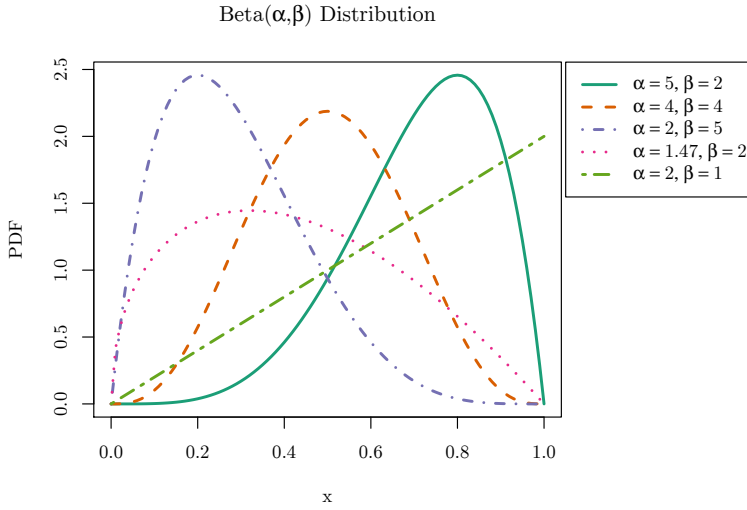 Beta(α,β) Distribution
α = 5, β = 2
α = 4, β = 4
α = 2, β = 5
α = 1.47, β = 2
α = 2, β = 1
PDF
2.5
2.0
1.5
1.0
0.5
0.0
0.0 0.2 0.4 0.6 0.8 1.0
x